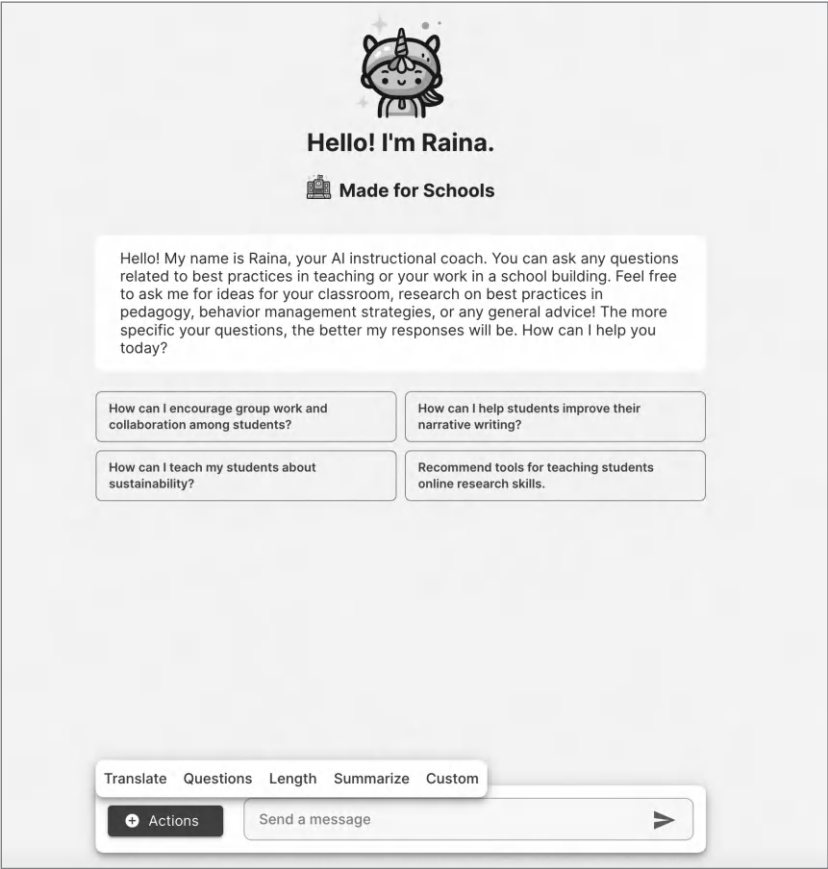 Hello! I'm Raina.
Made for Schools
Hello! My name is Raina, your AI instructional coach. You can ask any questions
related to best practices in teaching or your work in a school building. Feel free
to ask me for ideas for your classroom, research on best practices in
pedagogy, behavior management strategies, or any general advice! The more
specific your questions, the better my responses will be. How can I help you
today?
How can I encourage group work and
collaboration among students?
How can I help students improve their
narrative writing?
How can I teach my students about
sustainability?
Recommend tools for teaching students
online research skills.
Translate Questions Length Summarize Custom
Actions
Send a message